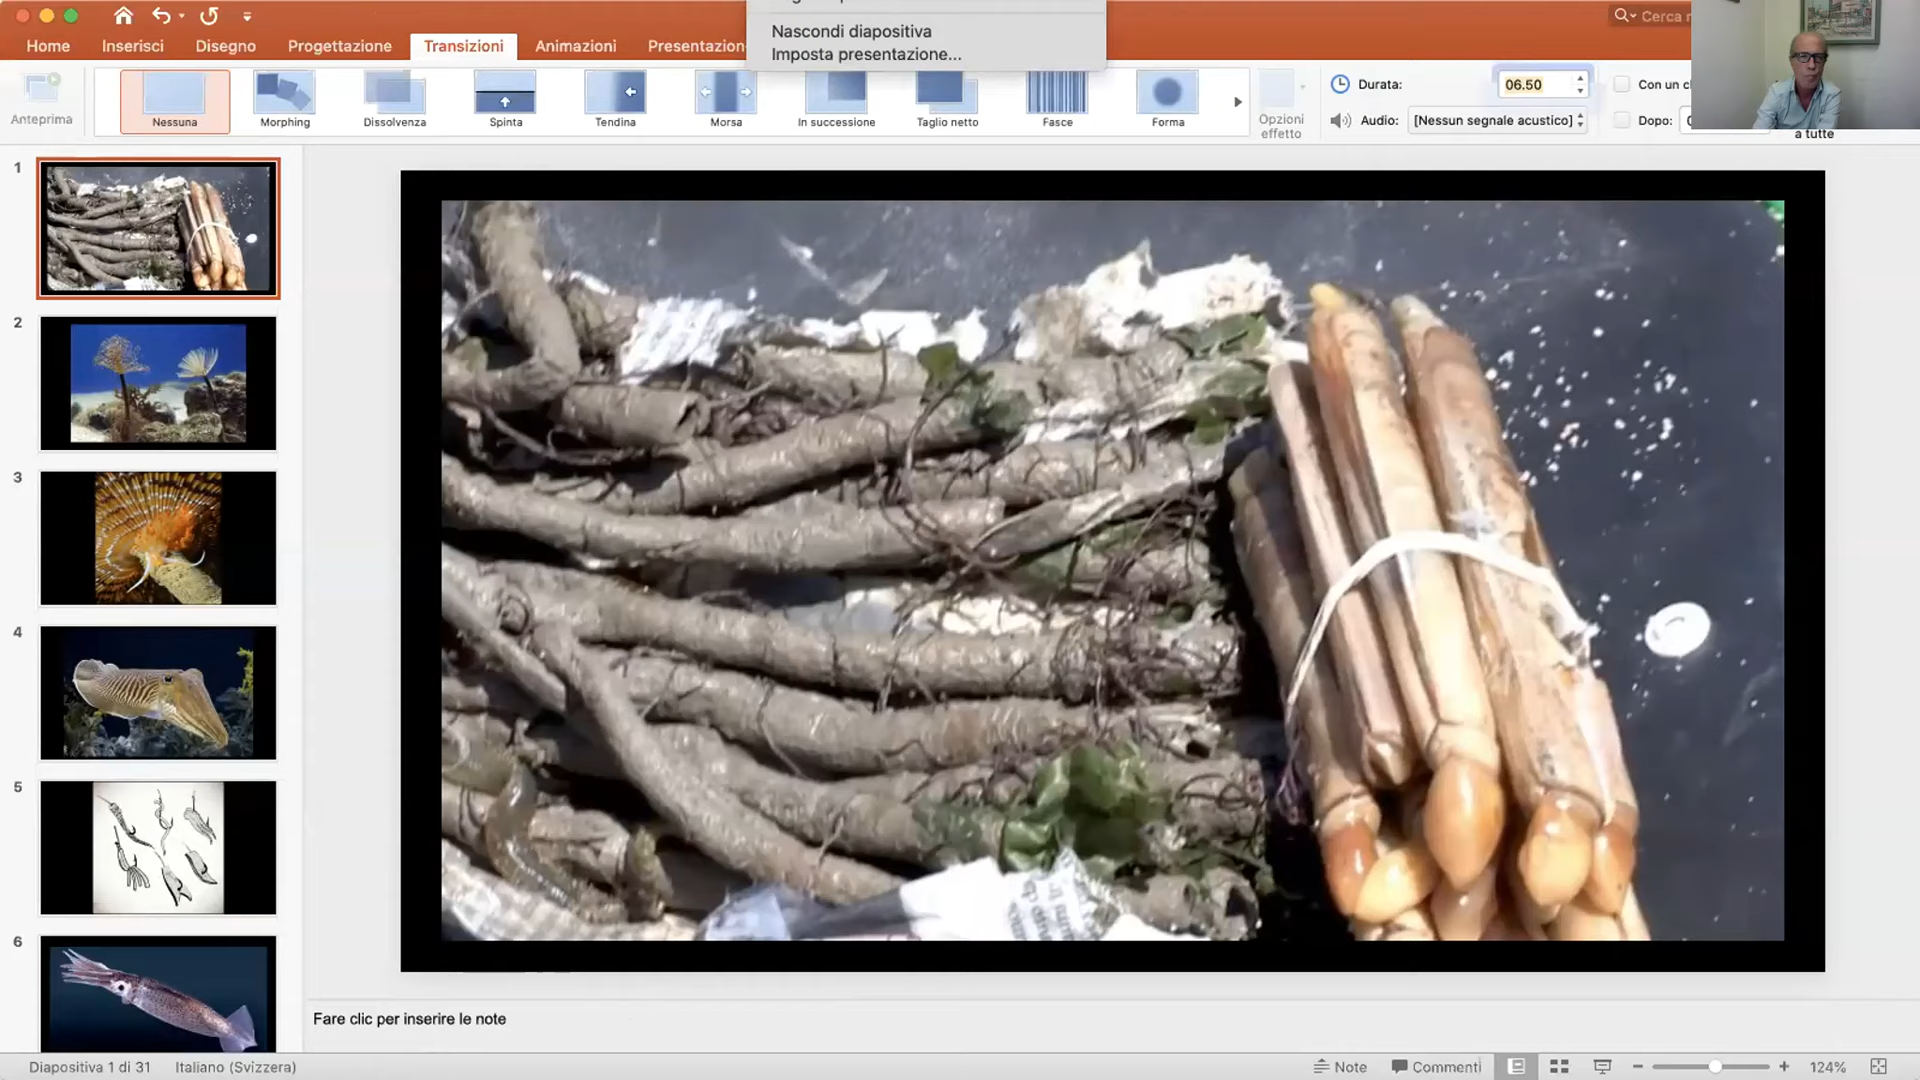 Nascondi diapositiva
Imposta presentazione...
Cerca
Home
Inserisci
Disegno
Progettazione
Transizioni
Animazioni
Presentazion
Anteprima
Nessuna
Morphing
Dissolvenza
Spinta
Tendina
Morsa
In successione
Taglio netto
Fasce
Forma
Opzioni
effetto
Durata:
06.50
Con un
Audio:
[Nessun segnale acustico]
Dopo:
a tutte
1
2
3
4
5
6
Fare clic per inserire le note
Diapositiva 1 di 31
Italiano (Svizzera)
Note
Commenti
124%